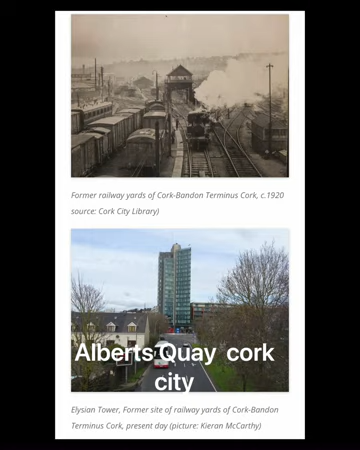 Former railway yards of Cork-Bandon Terminus Cork, c.1920
source: Cork City Library)
Alberts Quay cork
city
Elysian Tower, Former site of railway yards of Cork-Bandon
Terminus Cork, present day (picture: Kieran McCarthy)